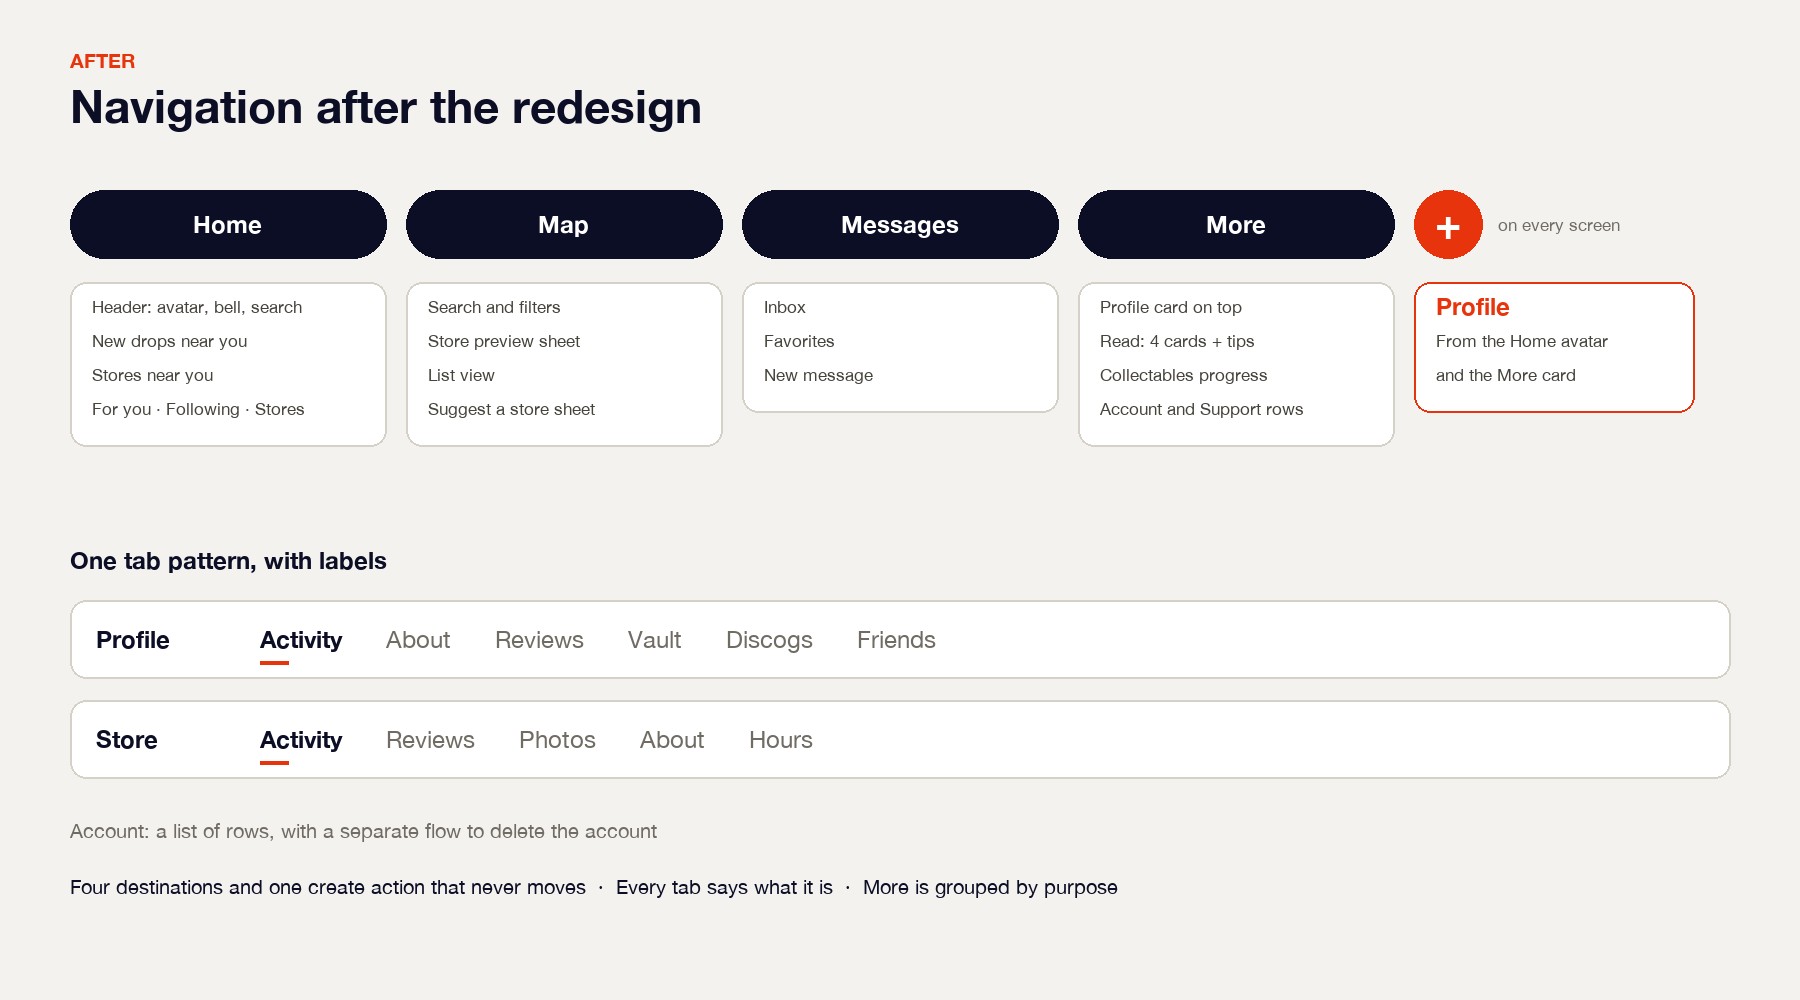 AFTER
Navigation after the redesign
Home
Map
Messages
More
+
on every screen
Header: avatar, bell, search
New drops near you
Stores near you
For you · Following · Stores
Search and filters
Store preview sheet
List view
Suggest a store sheet
Inbox
Favorites
New message
Profile card on top
Read: 4 cards + tips
Collectables progress
Account and Support rows
Profile
From the Home avatar
and the More card
One tab pattern, with labels
Profile Activity About Reviews Vault Discogs Friends
Store Activity Reviews Photos About Hours
Account: a list of rows, with a separate flow to delete the account
Four destinations and one create action that never moves · Every tab says what it is · More is grouped by purpose